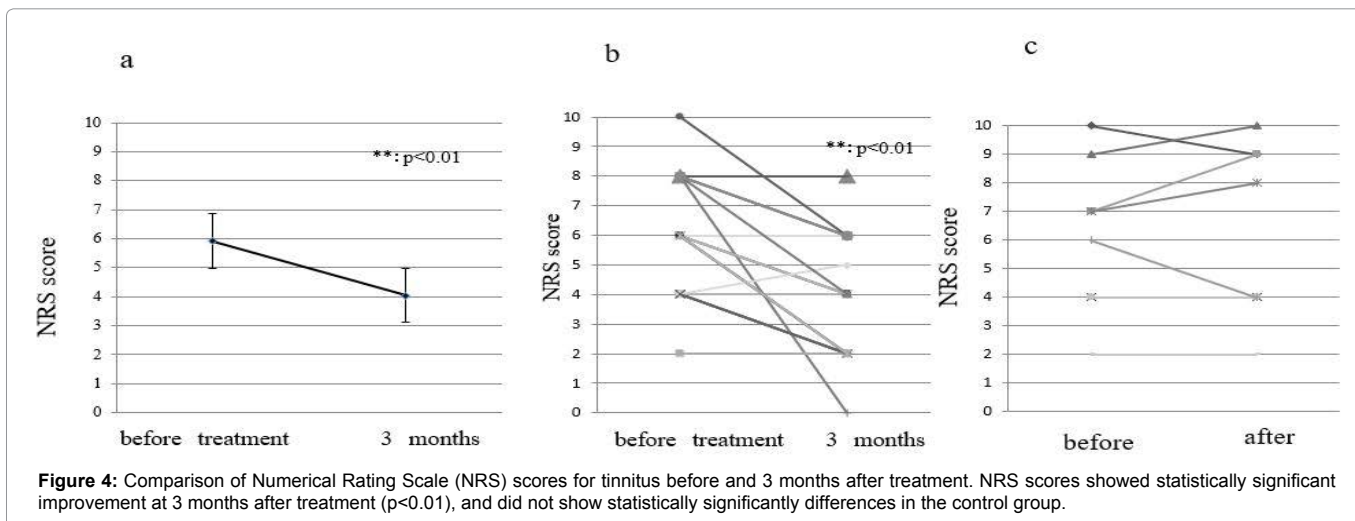 a
10
9
8
7
6
5
4
3
2
1
0
NRS score
**: p<0.01
before treatment
3 months
b
10
9
8
7
6
5
4
3
2
1
0
NRS score
**: p<0.01
before treatment
3 months
c
10
9
8
7
6
5
4
3
2
1
0
NRS score
before
after
Figure 4: Comparison of Numerical Rating Scale (NRS) scores for tinnitus before and 3 months after treatment. NRS scores showed statistically significant
improvement at 3 months after treatment (p<0.01), and did not show statistically significantly differences in the control group.